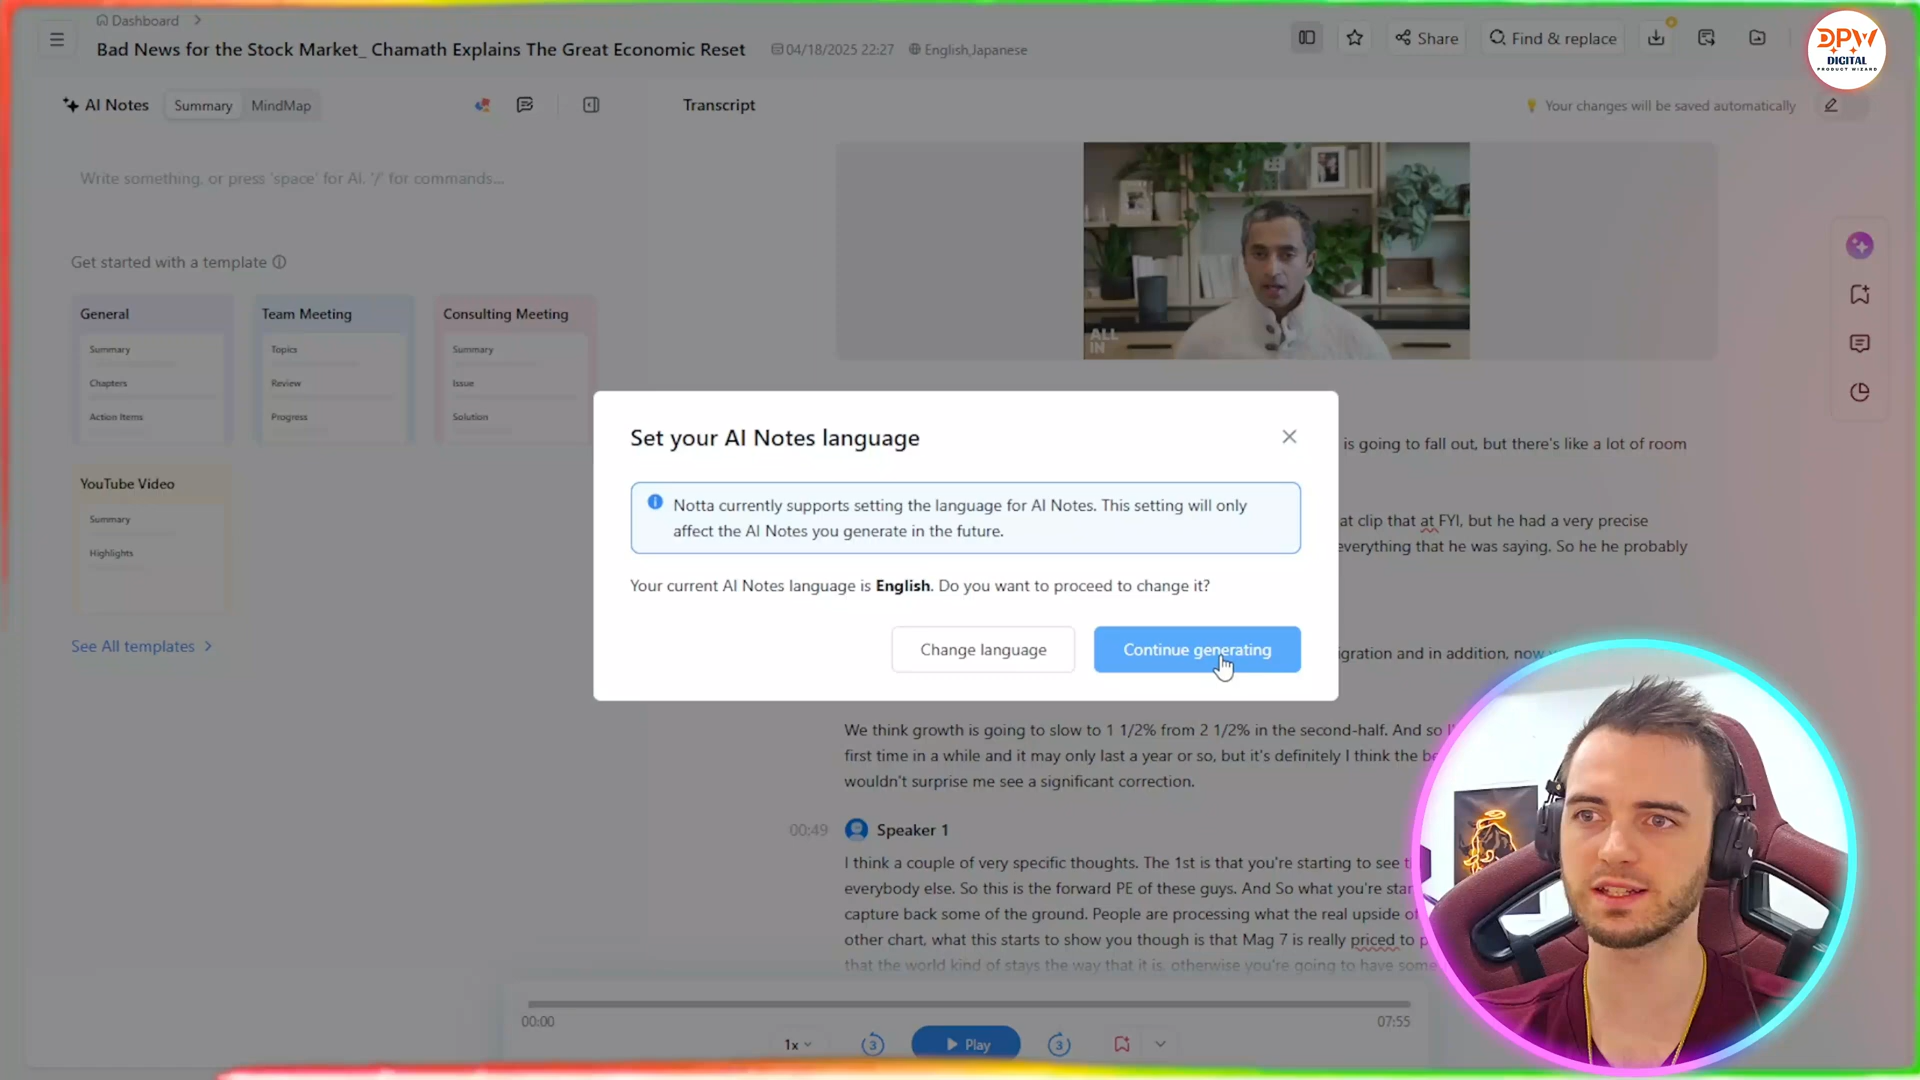 Dashboard
Bad News for the Stock Market_ Chamath Explains The Great Economic Reset
04/18/2025 22:27
English,Japanese
Share
Find & replace
DPW
DIGITAL
PRODUCT WIZARD
AI Notes
Summary
MindMap
Transcript
Your changes will be saved automatically
Write something, or press 'space' for AI, '/' for commands...
Get started with a template
General
Summary
Chapters
Action Items
Team Meeting
Topics
Review
Progress
Consulting Meeting
Summary
Issue
Solution
YouTube Video
Summary
Highlights
See All templates
ALL
IN
Set your AI Notes language
Notta currently supports setting the language for AI Notes. This setting will only
affect the AI Notes you generate in the future.
Your current AI Notes language is English. Do you want to proceed to change it?
Change language
Continue generating
is going to fall out, but there's like a lot of room
at clip that at FYI, but he had a very precise
everything that he was saying. So he he probably
igration and in addition, now
We think growth is going to slow to 1 1/2% from 2 1/2% in the second-half. And so
first time in a while and it may only last a year or so, but it's definitely I think the
wouldn't surprise me see a significant correction.
00:49
Speaker 1
I think a couple of very specific thoughts. The 1st is that you're starting to see
everybody else. So this is the forward PE of these guys. And So what you're
capture back some of the ground. People are processing what the real upside
other chart, what this starts to show you though is that Mag 7 is really priced to
that the world kind of stays the way that it is, otherwise you're going to have some
00:00
07:55
1x
3
Play
3